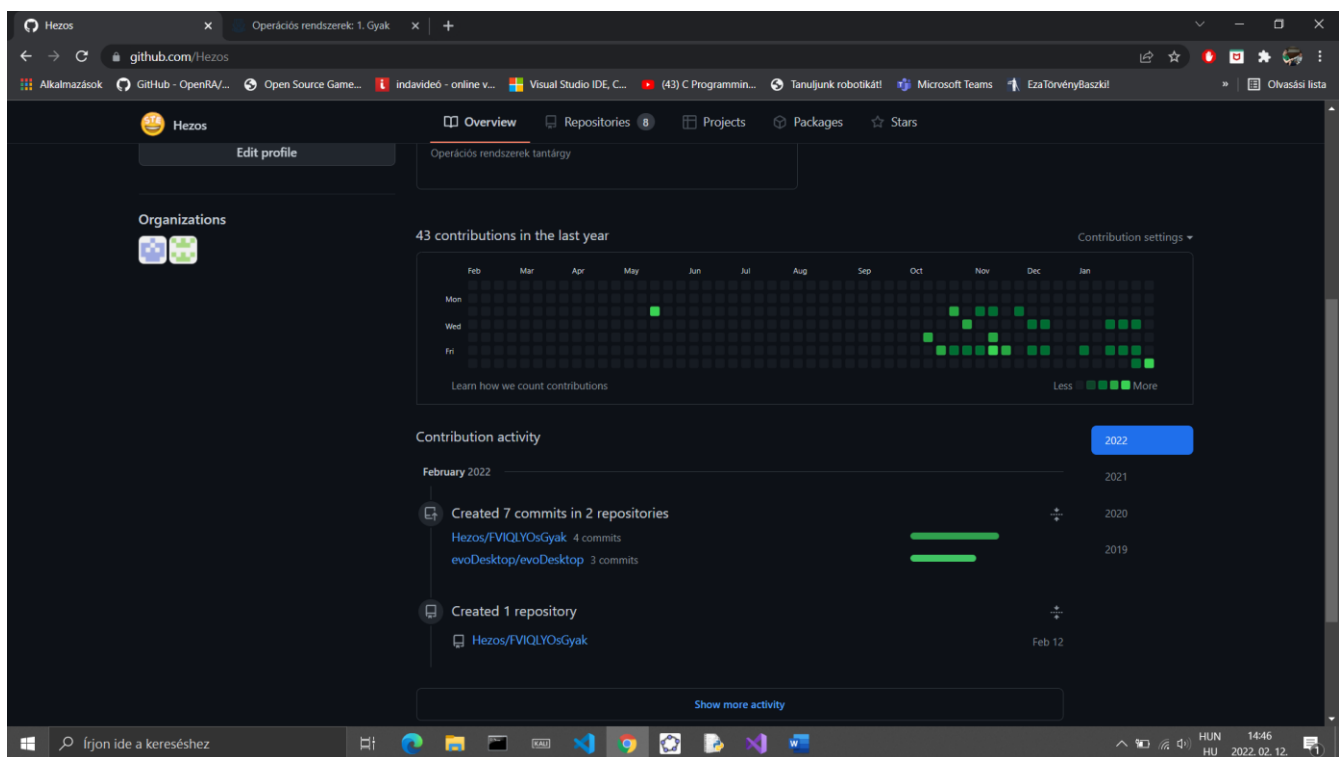 Hezos
Operációs rendszerek: 1. Gyak
github.com/Hezos
Alkalmazások
GitHub - OpenRA/...
Open Source Game...
indavideó - online v...
Visual Studio IDE, C...
(43) C Programmin...
Tanuljunk robotikát!
Microsoft Teams
EzaTörvényBaszki!
»
Olvasási lista
Hezos
Overview
Repositories 8
Projects
Packages
Stars
Edit profile
Operációs rendszerek tantárgy
Organizations
43 contributions in the last year
Contribution settings
Feb Mar Apr May Jun Jul Aug Sep Oct Nov Dec Jan
Mon
Wed
Fri
Learn how we count contributions
Less More
Contribution activity
2022
February 2022
2021
Created 7 commits in 2 repositories
2020
Hezos/FVIQLYOsGyak 4 commits
evoDesktop/evoDesktop 3 commits
2019
Created 1 repository
Hezos/FVIQLYOsGyak
Feb 12
Show more activity
Írjon ide a kereséshez
KALI
HUN
HU
14:46
2022. 02. 12.
1